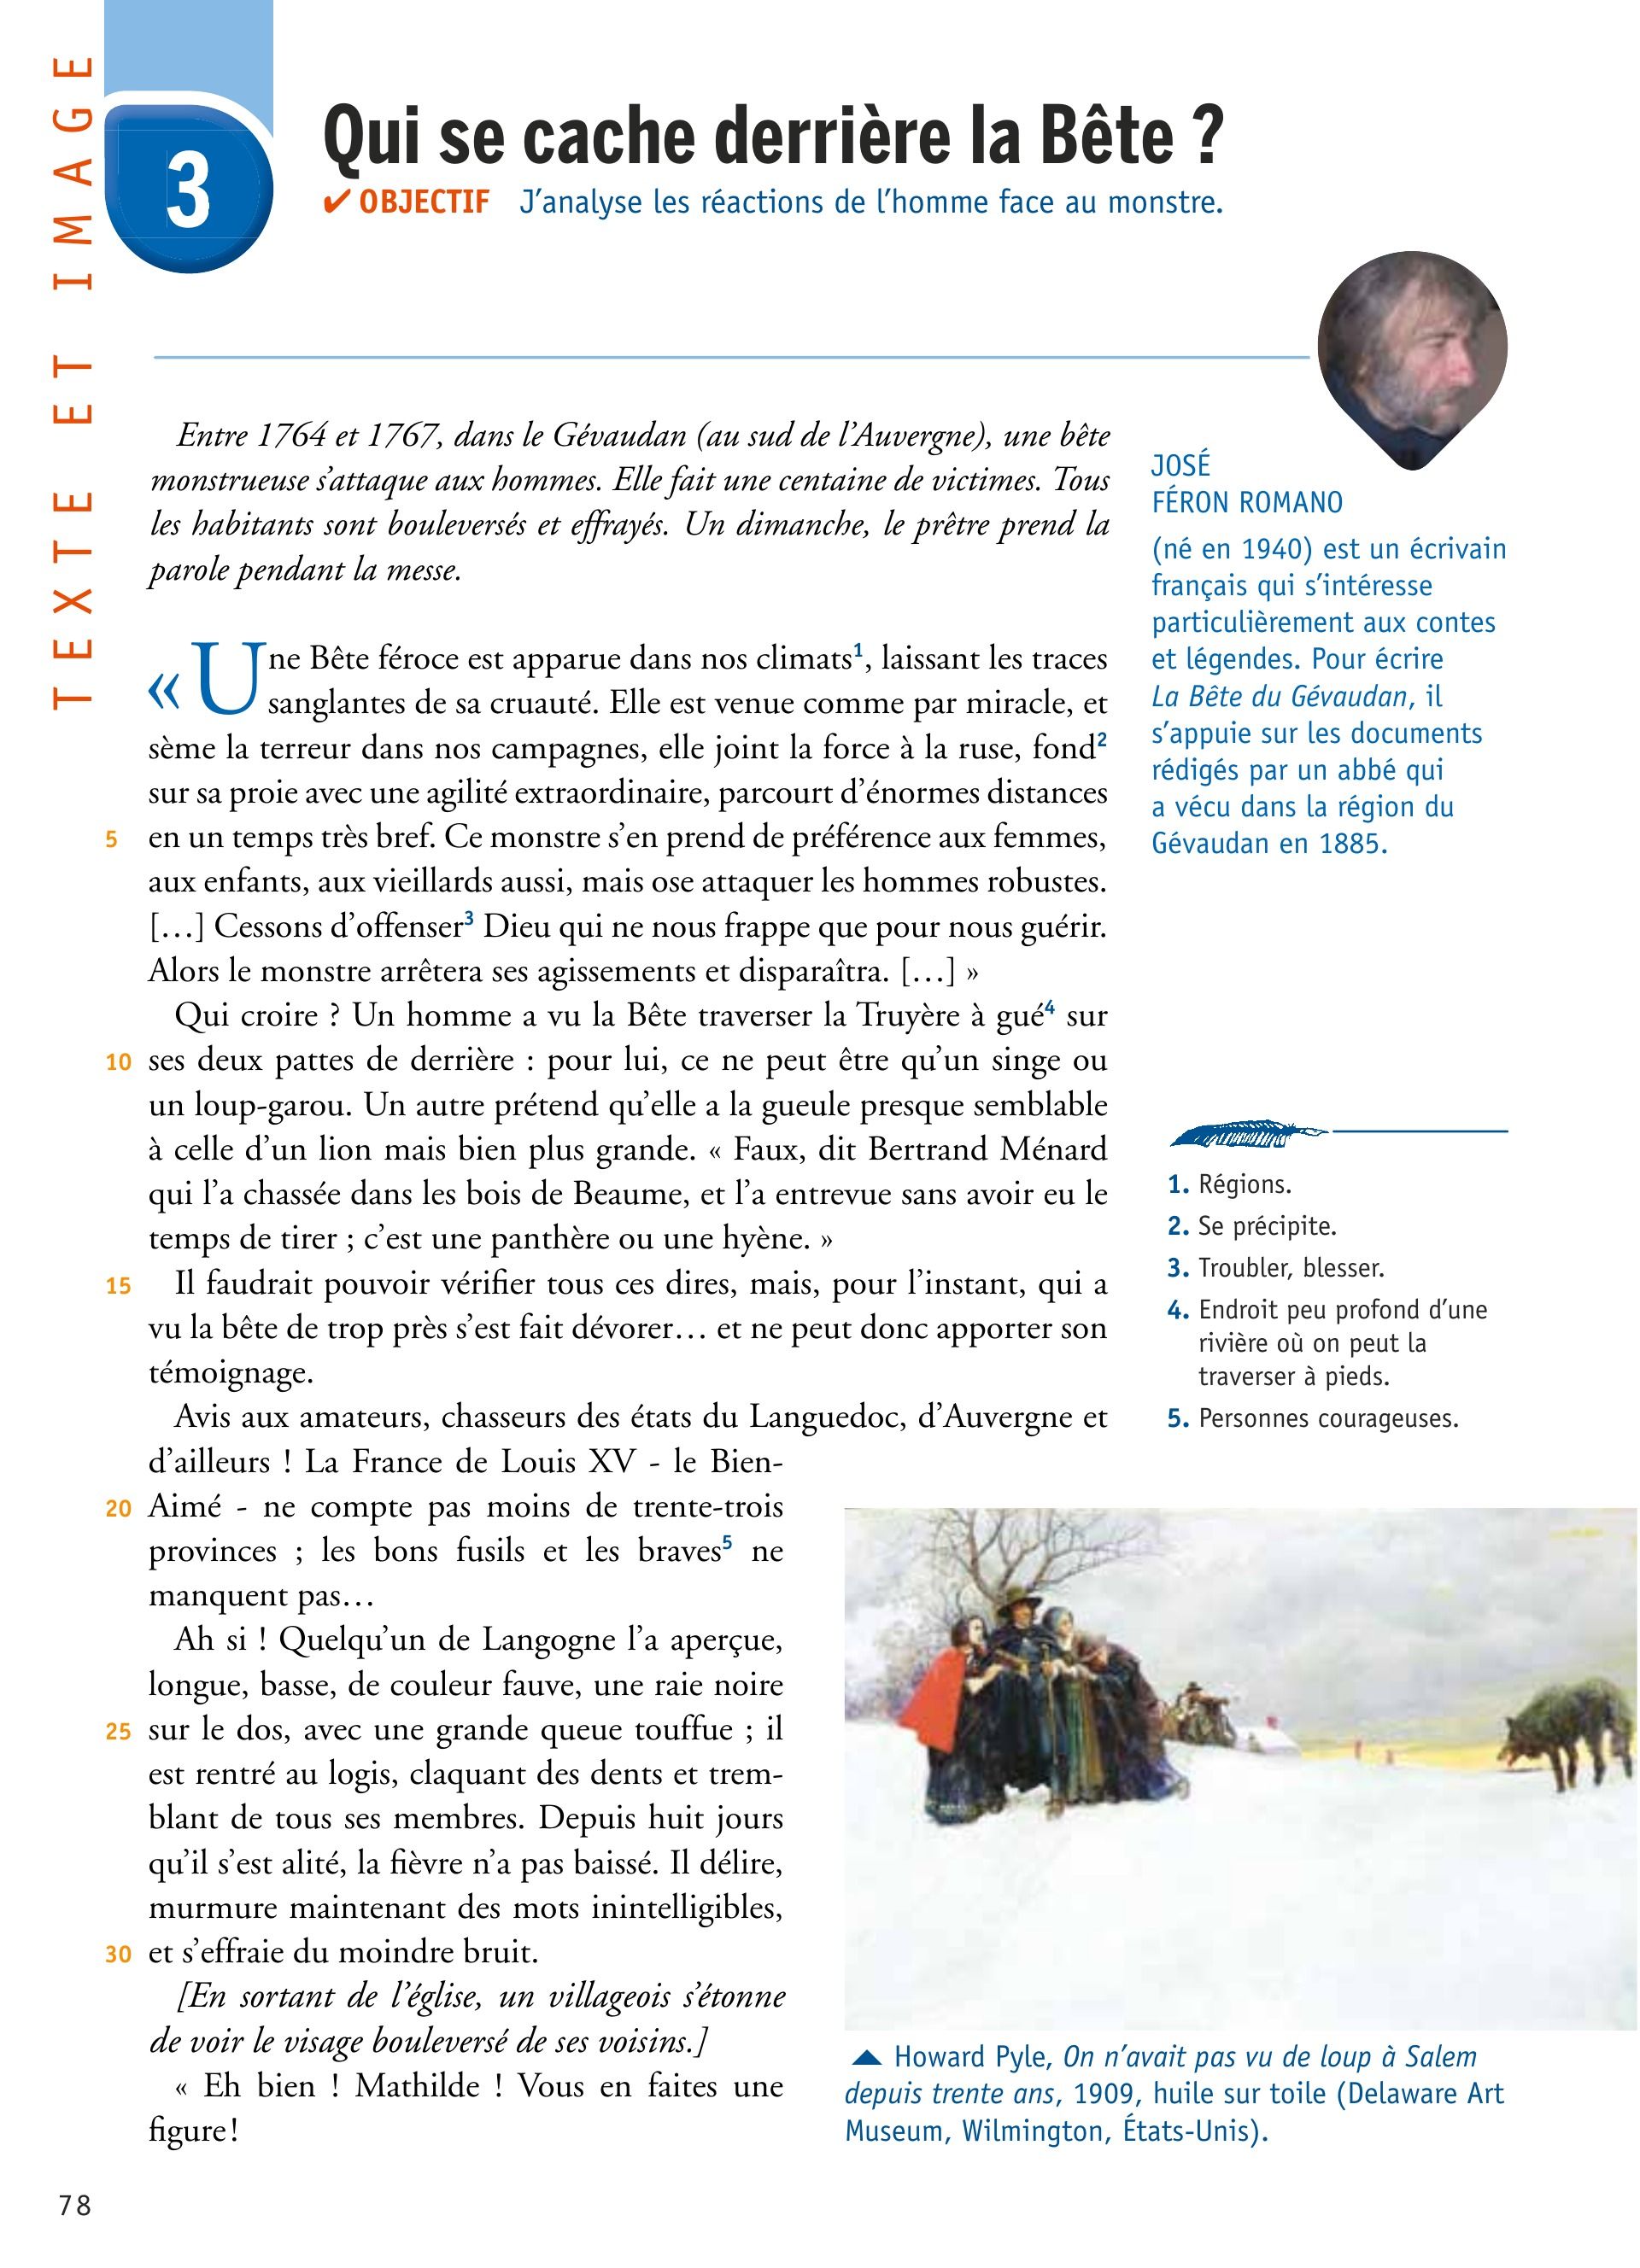 TEXTE ET IMAGE
3
Qui se cache derrière la Bête ?
✔ OBJECTIF J’analyse les réactions de l’homme face au monstre.
Entre 1764 et 1767, dans le Gévaudan (au sud de l’Auvergne), une bête
monstrueuse s’attaque aux hommes. Elle fait une centaine de victimes. Tous
les habitants sont bouleversés et effrayés. Un dimanche, le prêtre prend la
parole pendant la messe.
« Une Bête féroce est apparue dans nos climats1, laissant les traces
sanglantes de sa cruauté. Elle est venue comme par miracle, et
sème la terreur dans nos campagnes, elle joint la force à la ruse, fond2
sur sa proie avec une agilité extraordinaire, parcourt d’énormes distances
5 en un temps très bref. Ce monstre s’en prend de préférence aux femmes,
aux enfants, aux vieillards aussi, mais ose attaquer les hommes robustes.
[…] Cessons d’offenser3 Dieu qui ne nous frappe que pour nous guérir.
Alors le monstre arrêtera ses agissements et disparaîtra. […] »
Qui croire ? Un homme a vu la Bête traverser la Truyère à gué4 sur
10 ses deux pattes de derrière : pour lui, ce ne peut être qu’un singe ou
un loup-garou. Un autre prétend qu’elle a la gueule presque semblable
à celle d’un lion mais bien plus grande. « Faux, dit Bertrand Ménard
qui l’a chassée dans les bois de Beaume, et l’a entrevue sans avoir eu le
temps de tirer ; c’est une panthère ou une hyène. »
15 Il faudrait pouvoir vérifier tous ces dires, mais, pour l’instant, qui a
vu la bête de trop près s’est fait dévorer… et ne peut donc apporter son
témoignage.
Avis aux amateurs, chasseurs des états du Languedoc, d’Auvergne et
d’ailleurs ! La France de Louis XV - le Bien-
20 Aimé - ne compte pas moins de trente-trois
provinces ; les bons fusils et les braves5 ne
manquent pas…
Ah si ! Quelqu’un de Langogne l’a aperçue,
longue, basse, de couleur fauve, une raie noire
25 sur le dos, avec une grande queue touffue ; il
est rentré au logis, claquant des dents et trem-
blant de tous ses membres. Depuis huit jours
qu’il s’est alité, la fièvre n’a pas baissé. Il délire,
murmure maintenant des mots inintelligibles,
30 et s’effraie du moindre bruit.
[En sortant de l’église, un villageois s’étonne
de voir le visage bouleversé de ses voisins.]
« Eh bien ! Mathilde ! Vous en faites une
figure!
JOSÉ
FÉRON ROMANO
(né en 1940) est un écrivain
français qui s’intéresse
particulièrement aux contes
et légendes. Pour écrire
La Bête du Gévaudan, il
s’appuie sur les documents
rédigés par un abbé qui
a vécu dans la région du
Gévaudan en 1885.
1. Régions.
2. Se précipite.
3. Troubler, blesser.
4. Endroit peu profond d’une
rivière où on peut la
traverser à pieds.
5. Personnes courageuses.
Howard Pyle, On n’avait pas vu de loup à Salem
depuis trente ans, 1909, huile sur toile (Delaware Art
Museum, Wilmington, États-Unis).
78